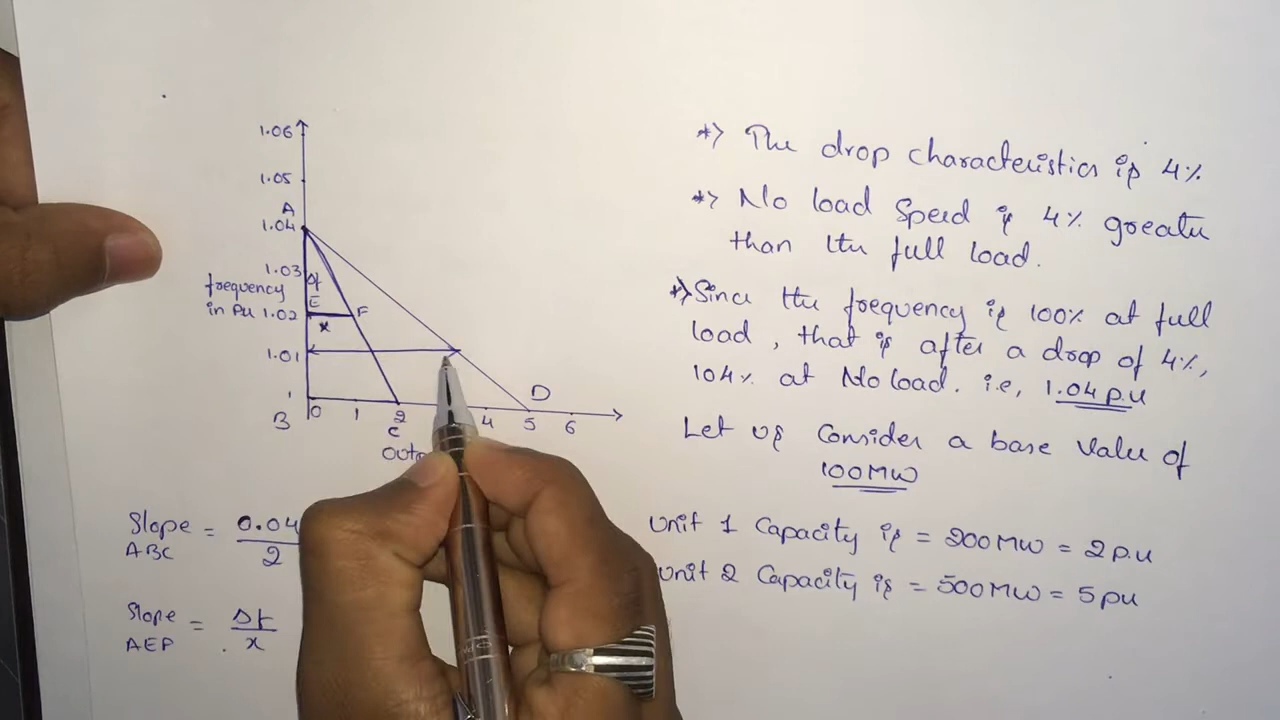 1.06
1.05
A
1.04
1.03
Δf
frequency
E
F
in Pu 1.02
x
1.01
D
1
B
0 1 2 4 5 6
C
Slope = 0.04
ABC 2
Slope = Δf
AEF x
*> The drop characteristics is 4%
*> No load Speed is 4% greater
than the full load.
*> Since the frequency is 100% at full
load, that is after a drop of 4%,
104% at No load. i.e, 1.04 p.u
Let us Consider a base value of
100MW
Unit 1 Capacity is = 200MW = 2p.u
Unit 2 Capacity is = 500MW = 5pu